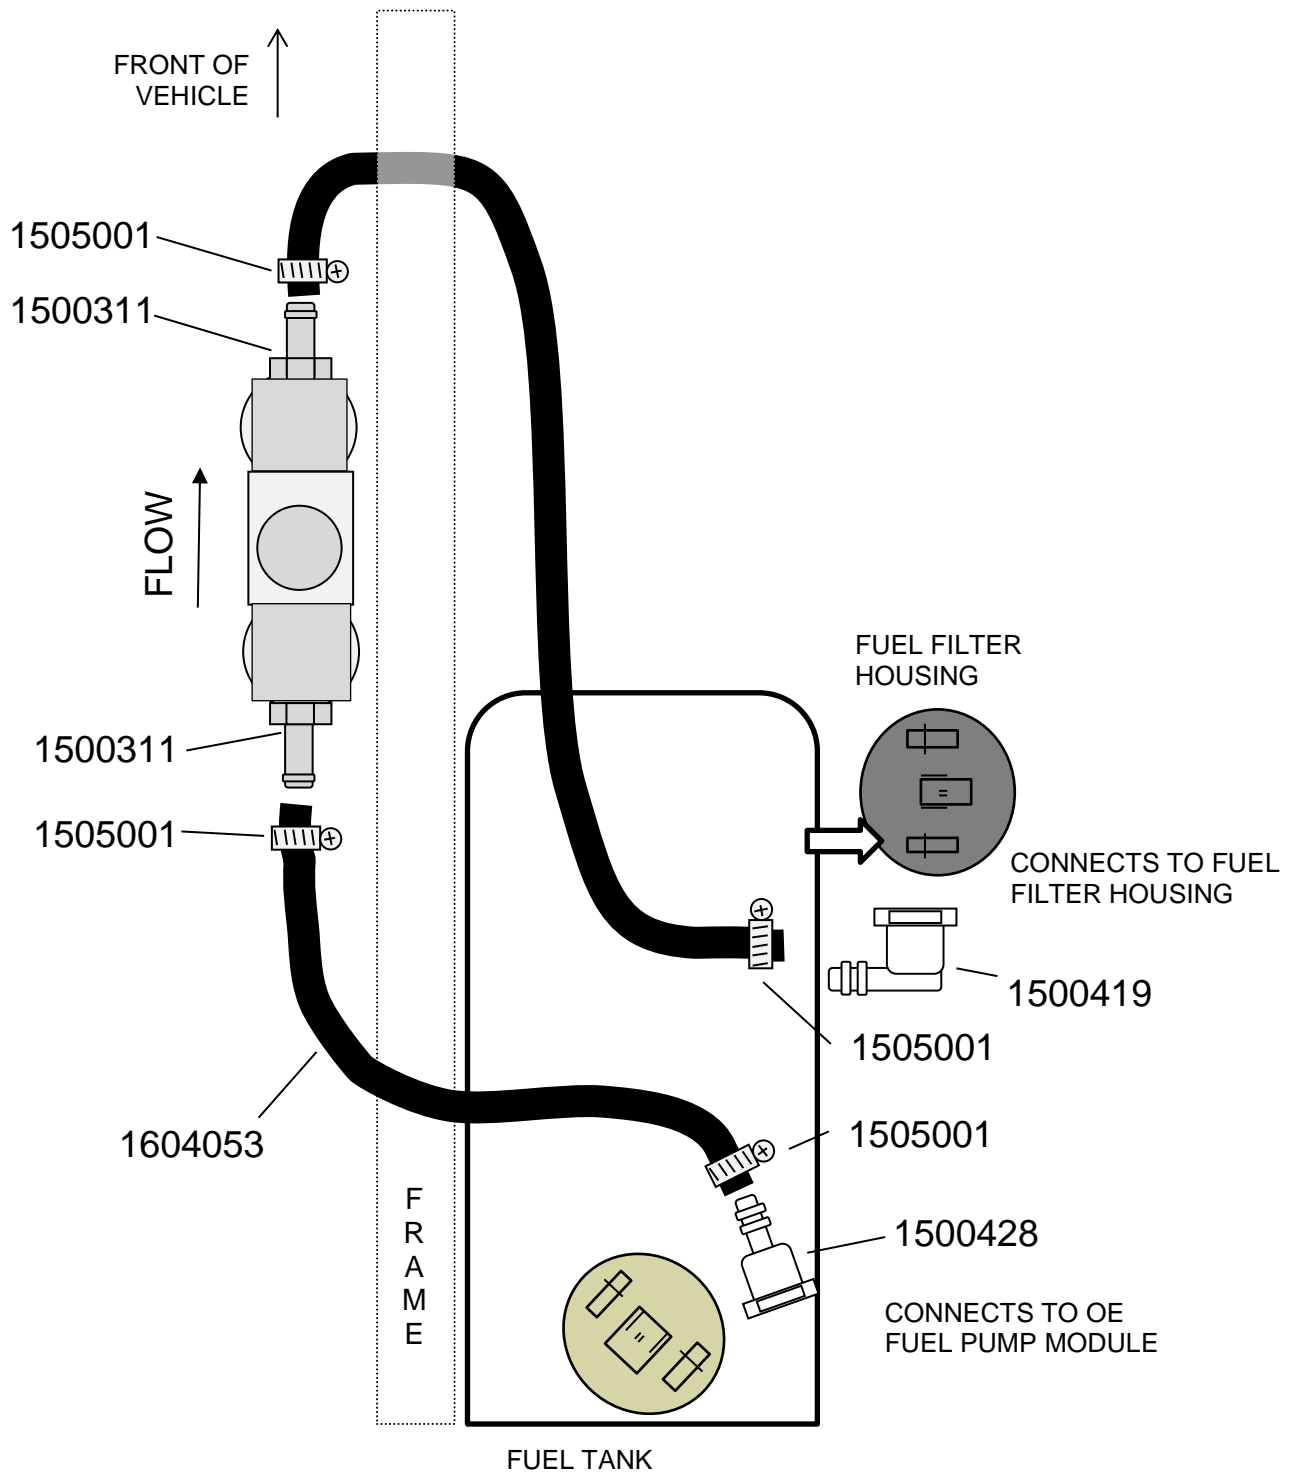 FRONT OF
VEHICLE
1505001
1500311
FLOW
FUEL FILTER
HOUSING
1500311
1505001
CONNECTS TO FUEL
FILTER HOUSING
1500419
1505001
1505001
1604053
FRAME
1500428
CONNECTS TO OE
FUEL PUMP MODULE
FUEL TANK